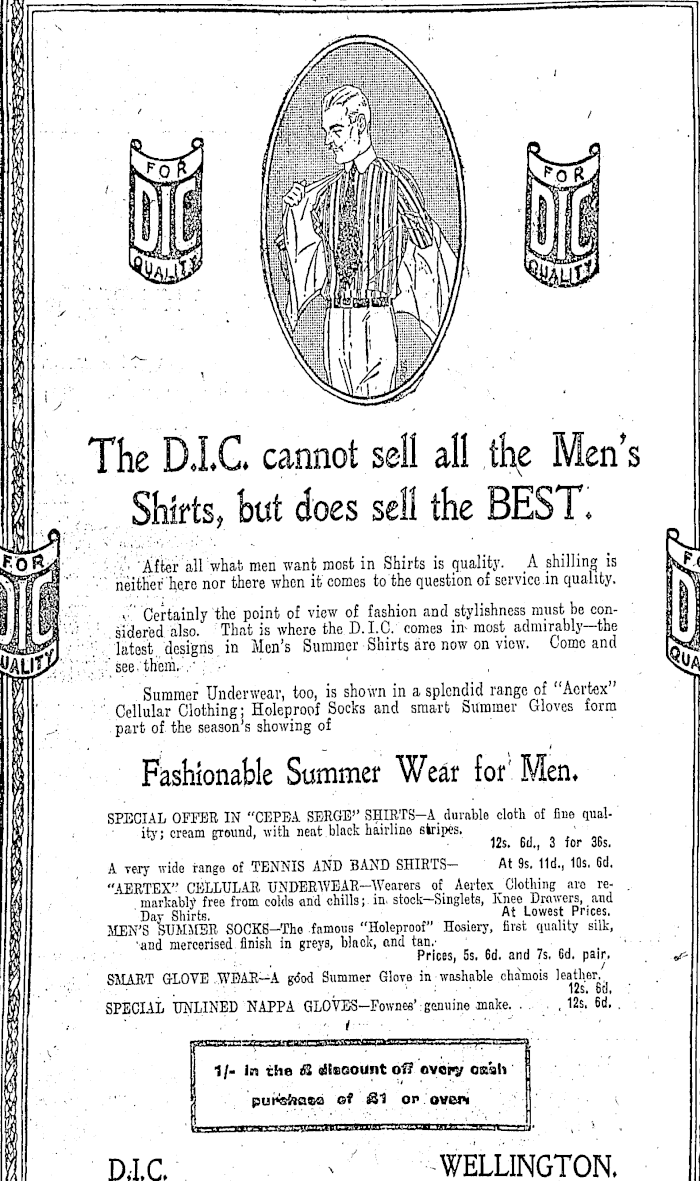 FOR
DIC
QUALITY
FOR
DIC
QUALITY
The D.I.C. cannot sell all the Men's
Shirts, but does sell the BEST.
FOR
DIC
QUALITY
After all what men want most in Shirts is quality. A shilling is
neither here nor there when it comes to the question of service in quality.
Certainly the point of view of fashion and stylishness must be con-
sidered also. That is where the D.I.C. comes in most admirably—the
latest designs in Men's Summer Shirts are now on view. Come and
see them.
Summer Underwear, too, is shown in a splendid range of "Aertex"
Cellular Clothing; Holeproof Socks and smart Summer Gloves form
part of the season's showing of
Fashionable Summer Wear for Men.
SPECIAL OFFER IN "CEPEA SERGE" SHIRTS—A durable cloth of fine qual-
ity; cream ground, with neat black hairline stripes.
12s. 6d., 3 for 36s.
A very wide range of TENNIS AND BAND SHIRTS— At 9s. 11d., 10s. 6d.
"AERTEX" CELLULAR UNDERWEAR—Wearers of Aertex Clothing are re-
markably free from colds and chills; in stock—Singlets, Knee Drawers, and
Day Shirts. At Lowest Prices.
MEN'S SUMMER SOCKS—The famous "Holeproof" Hosiery, first quality silk,
and mercerised finish in greys, black, and tan.
Prices, 5s. 6d. and 7s. 6d. pair.
SMART GLOVE WEAR—A good Summer Glove in washable chamois leather.
12s. 6d.
SPECIAL UNLINED NAPPA GLOVES—Fownes' genuine make. . . . 12s. 6d.
1/- in the £ discount off every cash
purchase of £1 or over.
D.I.C. WELLINGTON.